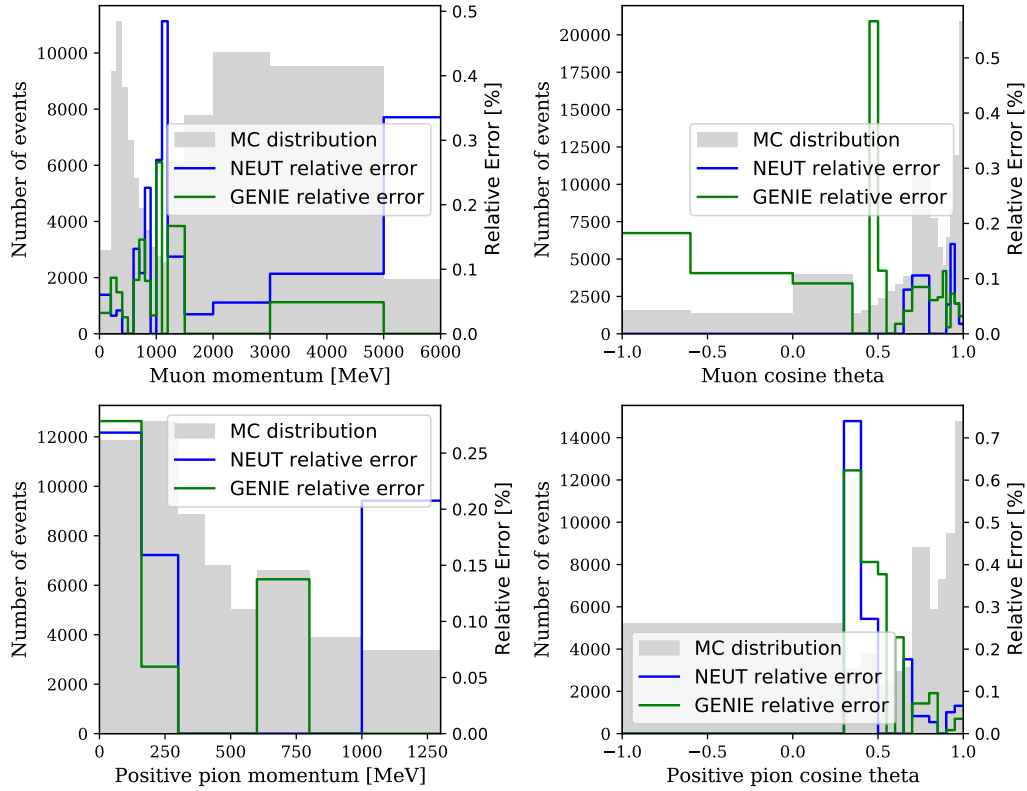 Number of events
10000
8000
6000
4000
2000
0
0.5
0.4
0.3
0.2
0.1
0.0
Relative Error [%]
MC distribution
NEUT relative error
GENIE relative error
0 1000 2000 3000 4000 5000 6000
Muon momentum [MeV]
Number of events
20000
17500
15000
12500
10000
7500
5000
2500
0
0.5
0.4
0.3
0.2
0.1
0.0
Relative Error [%]
MC distribution
NEUT relative error
GENIE relative error
−1.0 −0.5 0.0 0.5 1.0
Muon cosine theta
Number of events
12000
10000
8000
6000
4000
2000
0
0.25
0.20
0.15
0.10
0.05
0.00
Relative Error [%]
MC distribution
NEUT relative error
GENIE relative error
0 250 500 750 1000 1250
Positive pion momentum [MeV]
Number of events
14000
12000
10000
8000
6000
4000
2000
0
0.7
0.6
0.5
0.4
0.3
0.2
0.1
0.0
Relative Error [%]
MC distribution
NEUT relative error
GENIE relative error
−1.0 −0.5 0.0 0.5 1.0
Positive pion cosine theta